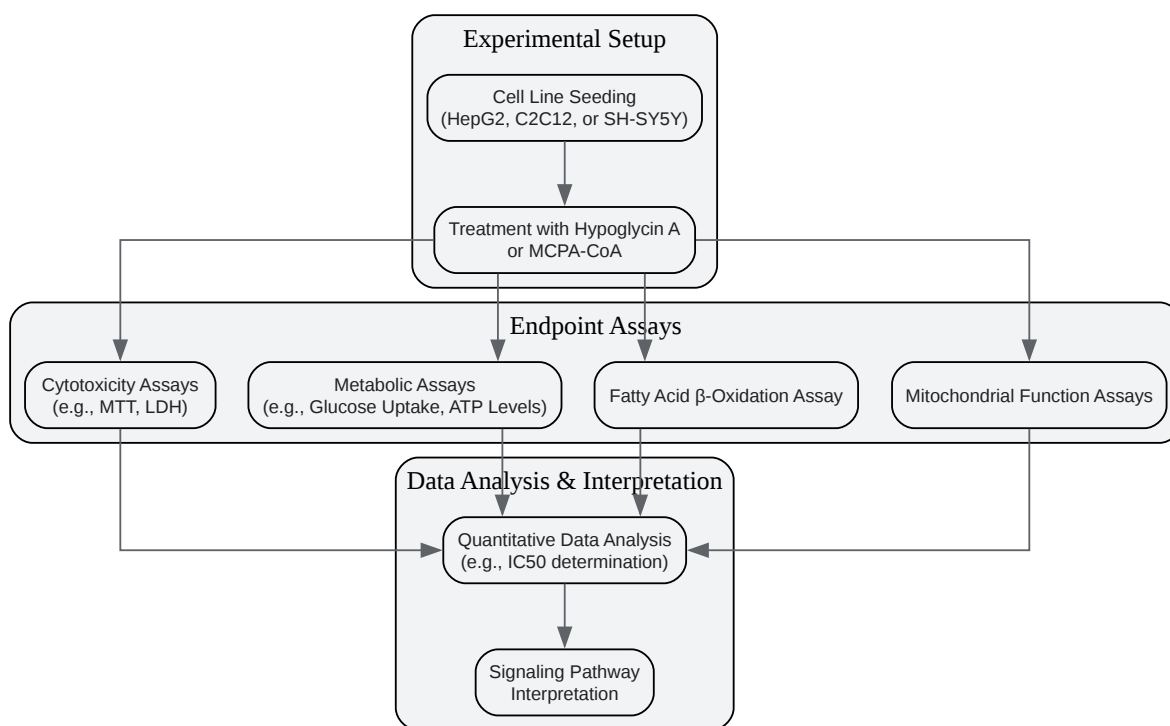 Experimental Setup
Cell Line Seeding
(HepG2, C2C12, or SH-SY5Y)
Treatment with Hypoglycin A
or MCPA-CoA
Endpoint Assays
Cytotoxicity Assays
(e.g., MTT, LDH)
Metabolic Assays
(e.g., Glucose Uptake, ATP Levels)
Fatty Acid β-Oxidation Assay
Mitochondrial Function Assays
Data Analysis & Interpretation
Quantitative Data Analysis
(e.g., IC50 determination)
Signaling Pathway
Interpretation